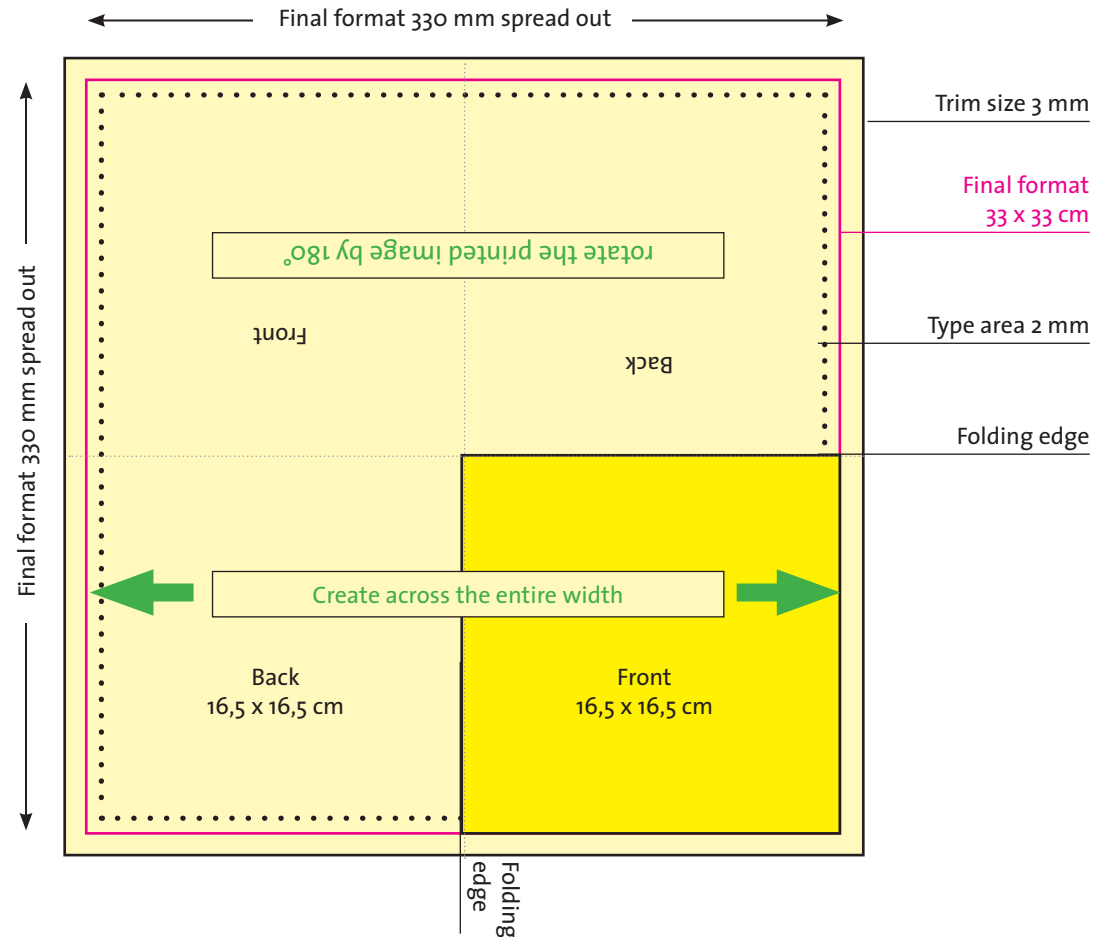 Final format 330 mm spread out
Final format 330 mm spread out
Trim size 3 mm
Final format
33 x 33 cm
rotate the printed image by 180°
Type area 2 mm
Front
Back
Folding edge
Create across the entire width
Back
16,5 x 16,5 cm
Front
16,5 x 16,5 cm
Folding
edge